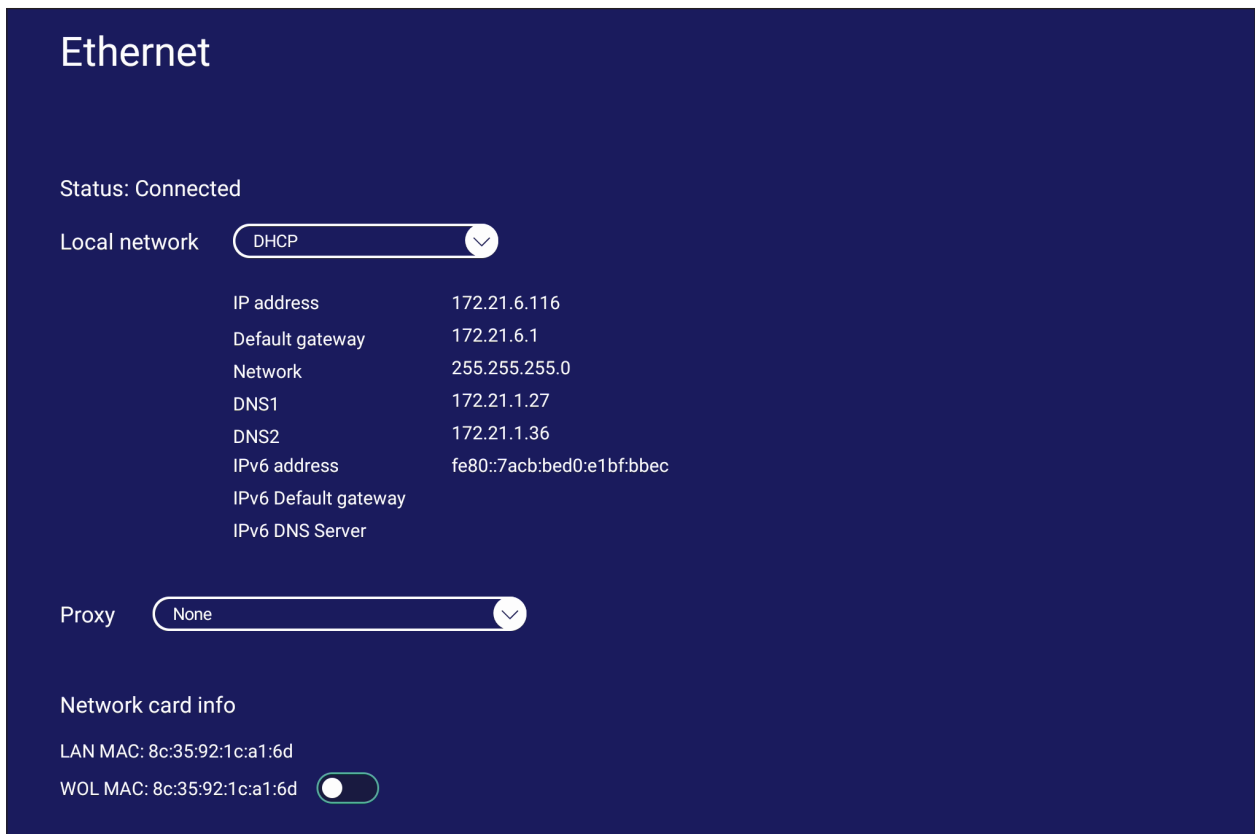 Ethernet
Status: Connected
Local network DHCP
IP address 172.21.6.116
Default gateway 172.21.6.1
Network 255.255.255.0
DNS1 172.21.1.27
DNS2 172.21.1.36
IPv6 address fe80::7acb:bed0:e1bf:bbec
IPv6 Default gateway
IPv6 DNS Server
Proxy None
Network card info
LAN MAC: 8c:35:92:1c:a1:6d
WOL MAC: 8c:35:92:1c:a1:6d